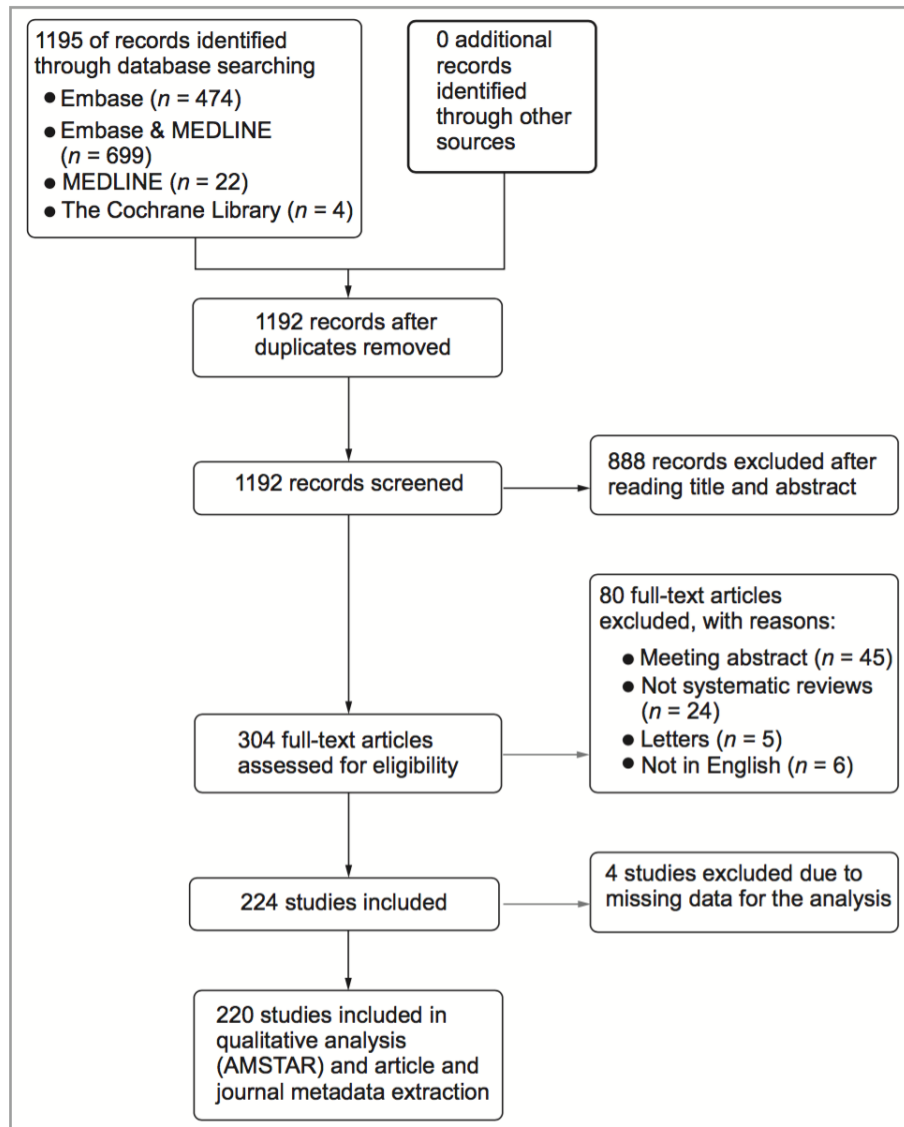 1195 of records identified
through database searching
● Embase (n = 474)
● Embase & MEDLINE
(n = 699)
● MEDLINE (n = 22)
● The Cochrane Library (n = 4)
0 additional
records
identified
through other
sources
1192 records after
duplicates removed
1192 records screened
888 records excluded after
reading title and abstract
304 full-text articles
assessed for eligibility
80 full-text articles
excluded, with reasons:
● Meeting abstract (n = 45)
● Not systematic reviews
(n = 24)
● Letters (n = 5)
● Not in English (n = 6)
224 studies included
4 studies excluded due to
missing data for the analysis
220 studies included in
qualitative analysis
(AMSTAR) and article and
journal metadata extraction